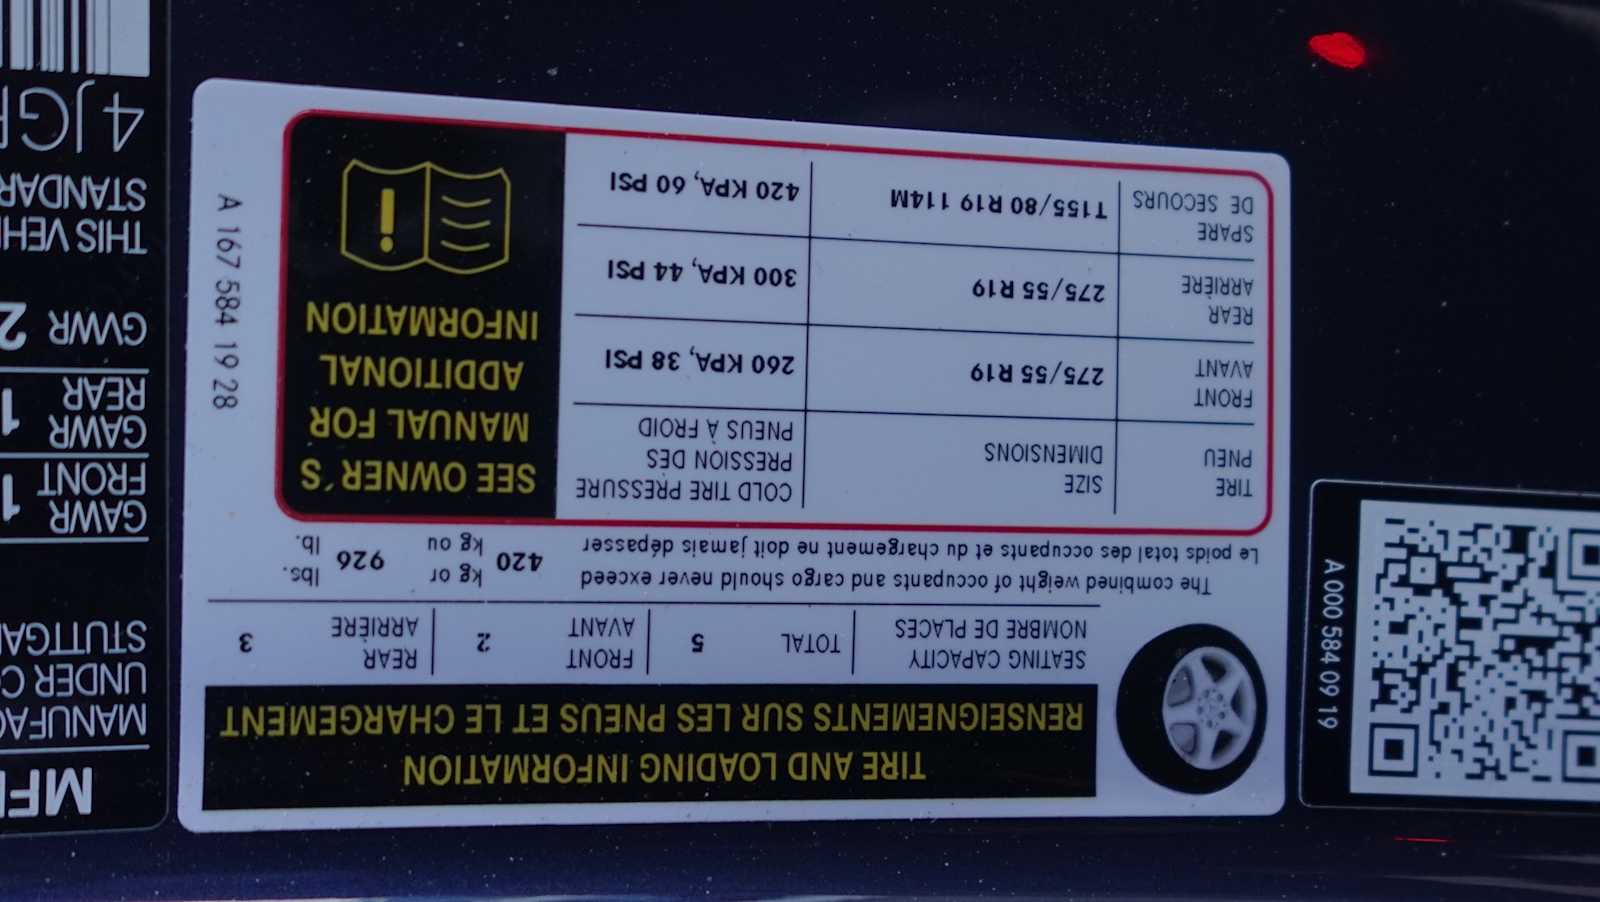 TIRE AND LOADING INFORMATION
RENSEIGNEMENTS SUR LES PNEUS ET LE CHARGEMENT
SEATING CAPACITY
NOMBRE DE PLACES
TOTAL 5
FRONT
AVANT
2
REAR
ARRIÈRE
3
The combined weight of occupants and cargo should never exceed
Le poids total des occupants et du chargement ne doit jamais dépasser
420
kg or
kg ou
926
lbs.
lb.
TIRE
PNEU
SIZE
DIMENSIONS
COLD TIRE PRESSURE
PRESSION DES
PNEUS À FROID
FRONT
AVANT
275/55 R19
260 KPA, 38 PSI
REAR
ARRIÈRE
275/55 R19
300 KPA, 44 PSI
SPARE
DE SECOURS
T155/80 R19 114M
420 KPA, 60 PSI
SEE OWNER´S
MANUAL FOR
ADDITIONAL
INFORMATION
A 167 584 19 28
A 000 584 09 19
UNDER
GAWR
FRONT 1
GAWR
REAR 1
GVWR 2
THIS